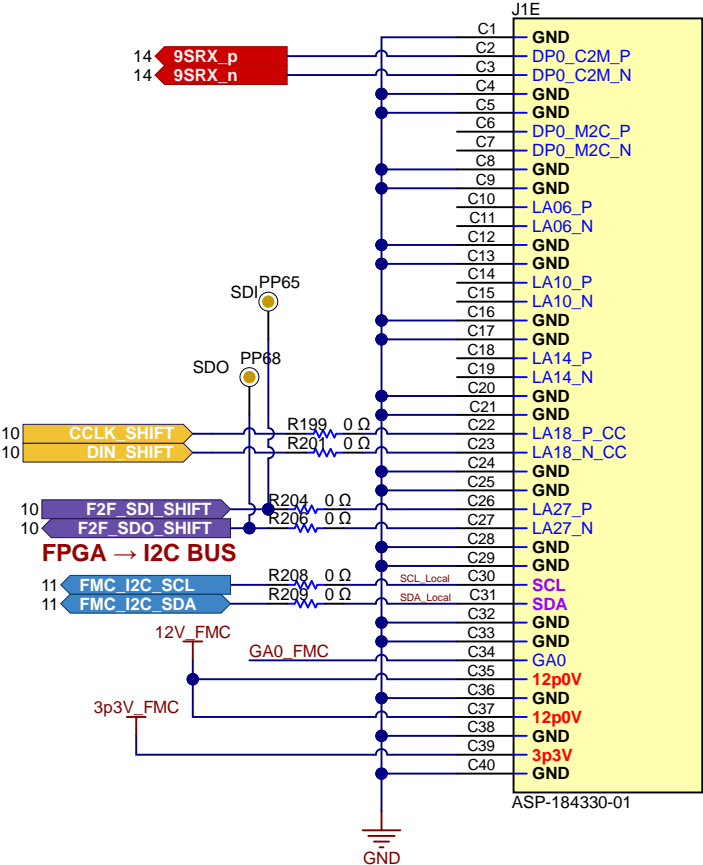 J1E
C1 GND
14 9SRX_p C2 DP0_C2M_P
14 9SRX_n C3 DP0_C2M_N
C4 GND
C5 GND
C6 DP0_M2C_P
C7 DP0_M2C_N
C8 GND
C9 GND
C10 LA06_P
C11 LA06_N
C12 GND
C13 GND
C14 LA10_P
SDI PP65
C15 LA10_N
C16 GND
C17 GND
C18 LA14_P
SDO PP68
C19 LA14_N
C20 GND
C21 GND
10 CCLK_SHIFT R199 0 Ω C22 LA18_P_CC
10 DIN_SHIFT R201 0 Ω C23 LA18_N_CC
C24 GND
C25 GND
10 F2F_SDI_SHIFT R204 0 Ω C26 LA27_P
10 F2F_SDO_SHIFT R206 0 Ω C27 LA27_N
C28 GND
FPGA → I2C BUS
C29 GND
11 FMC_I2C_SCL R208 0 Ω SCL_Local C30 SCL
11 FMC_I2C_SDA R209 0 Ω SDA_Local C31 SDA
C32 GND
12V_FMC
C33 GND
GA0_FMC C34 GA0
C35 12p0V
C36 GND
3p3V_FMC
C37 12p0V
C38 GND
C39 3p3V
C40 GND
ASP-184330-01
GND